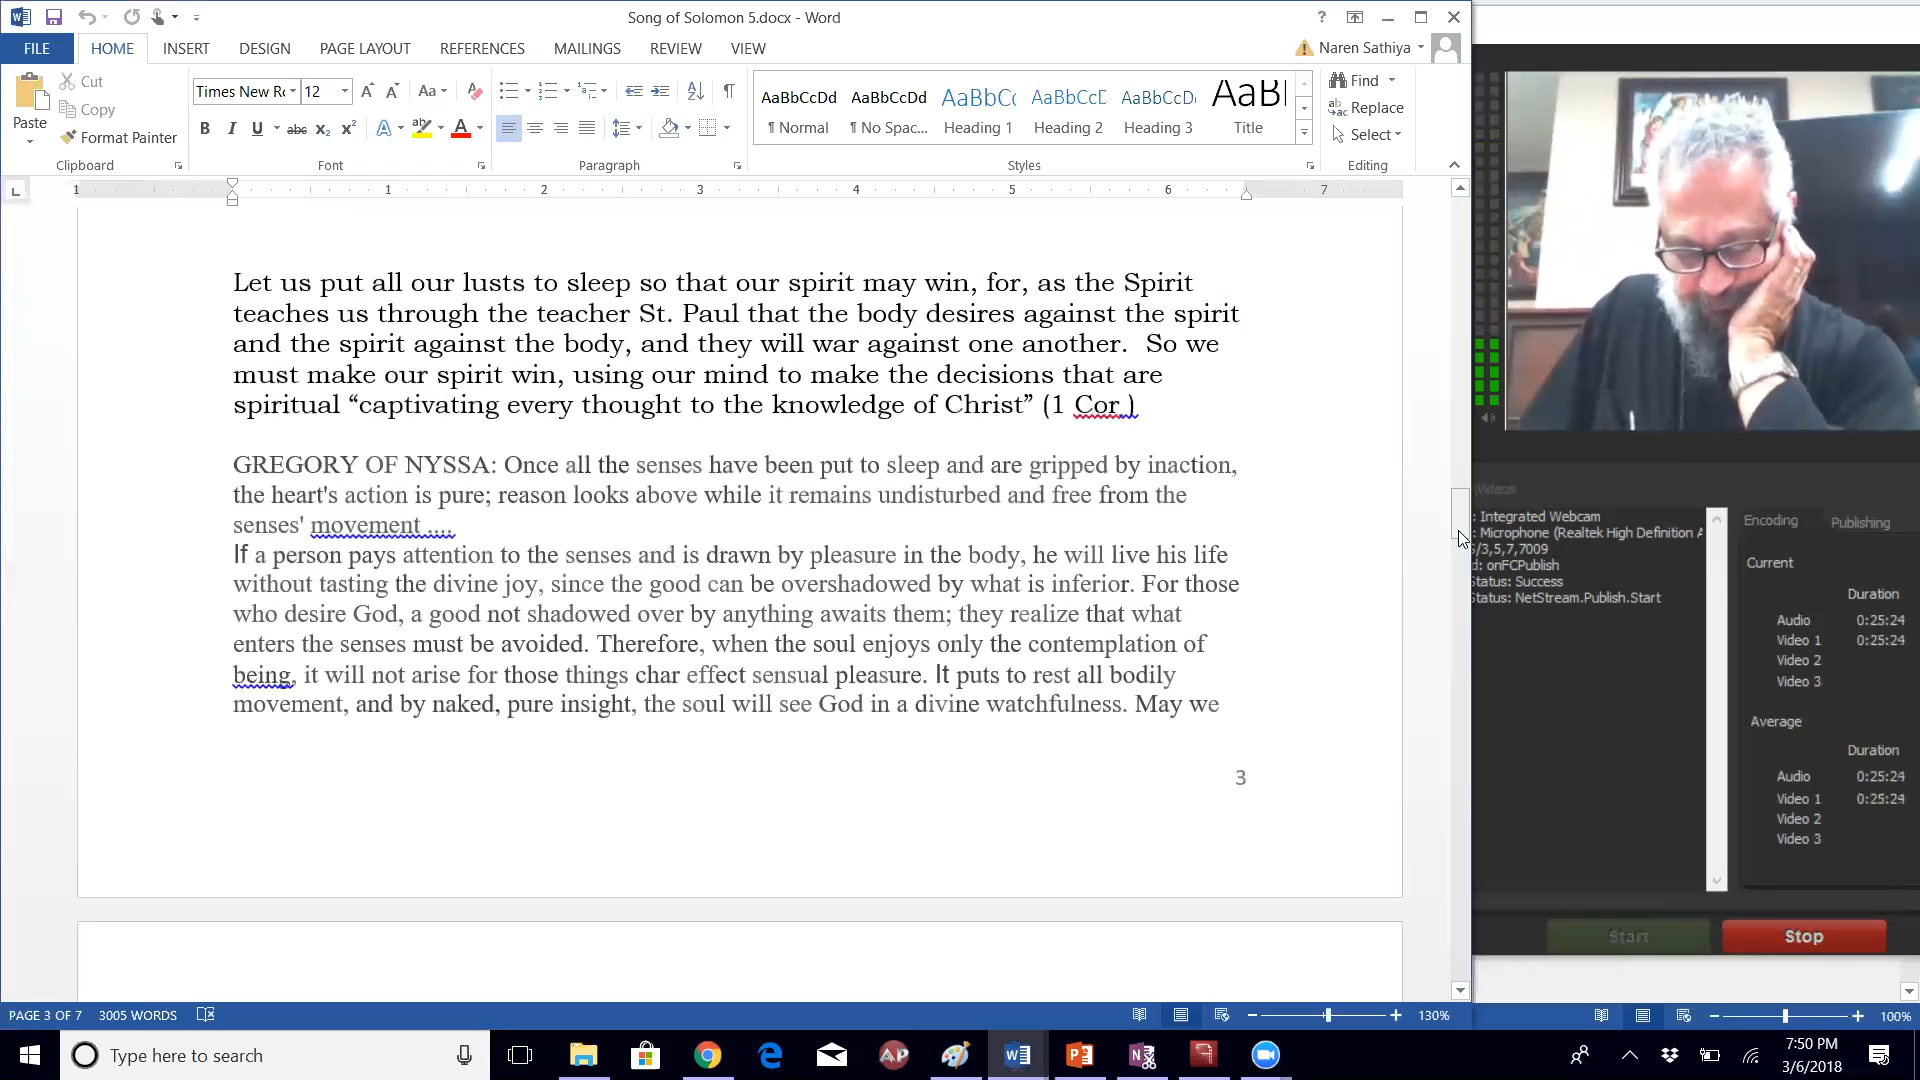 Song of Solomon 5.docx - Word
FILE HOME INSERT DESIGN PAGE LAYOUT REFERENCES MAILINGS REVIEW VIEW
Naren Sathiya
Paste
Cut
Copy
Format Painter
Times New Ro 12
AaBbCcDd AaBbCcDd AaBbC AaBbCcD AaBbCcD AaB
¶ Normal ¶ No Spac... Heading 1 Heading 2 Heading 3 Title
Find
Replace
Select
Clipboard Font Paragraph Styles Editing
1 1 2 3 4 5 6 7
Let us put all our lusts to sleep so that our spirit may win, for, as the Spirit
teaches us through the teacher St. Paul that the body desires against the spirit
and the spirit against the body, and they will war against one another.  So we
must make our spirit win, using our mind to make the decisions that are
spiritual “captivating every thought to the knowledge of Christ” (1 Cor )
GREGORY OF NYSSA: Once all the senses have been put to sleep and are gripped by inaction,
the heart's action is pure; reason looks above while it remains undisturbed and free from the
senses' movement ....
If a person pays attention to the senses and is drawn by pleasure in the body, he will live his life
without tasting the divine joy, since the good can be overshadowed by what is inferior. For those
who desire God, a good not shadowed over by anything awaits them; they realize that what
enters the senses must be avoided. Therefore, when the soul enjoys only the contemplation of
being, it will not arise for those things char effect sensual pleasure. It puts to rest all bodily
movement, and by naked, pure insight, the soul will see God in a divine watchfulness. May we
3
PAGE 3 OF 7 3005 WORDS 130%
Videos
: Integrated Webcam
: Microphone (Realtek High Definition A
/3,5,7,7009
d: onFCPublish
Status: Success
Status: NetStream.Publish.Start
Encoding Publishing
Current
Duration
Audio 0:25:24
Video 1 0:25:24
Video 2
Video 3
Average
Duration
Audio 0:25:24
Video 1 0:25:24
Video 2
Video 3
Start Stop
100%
Type here to search
7:50 PM
3/6/2018